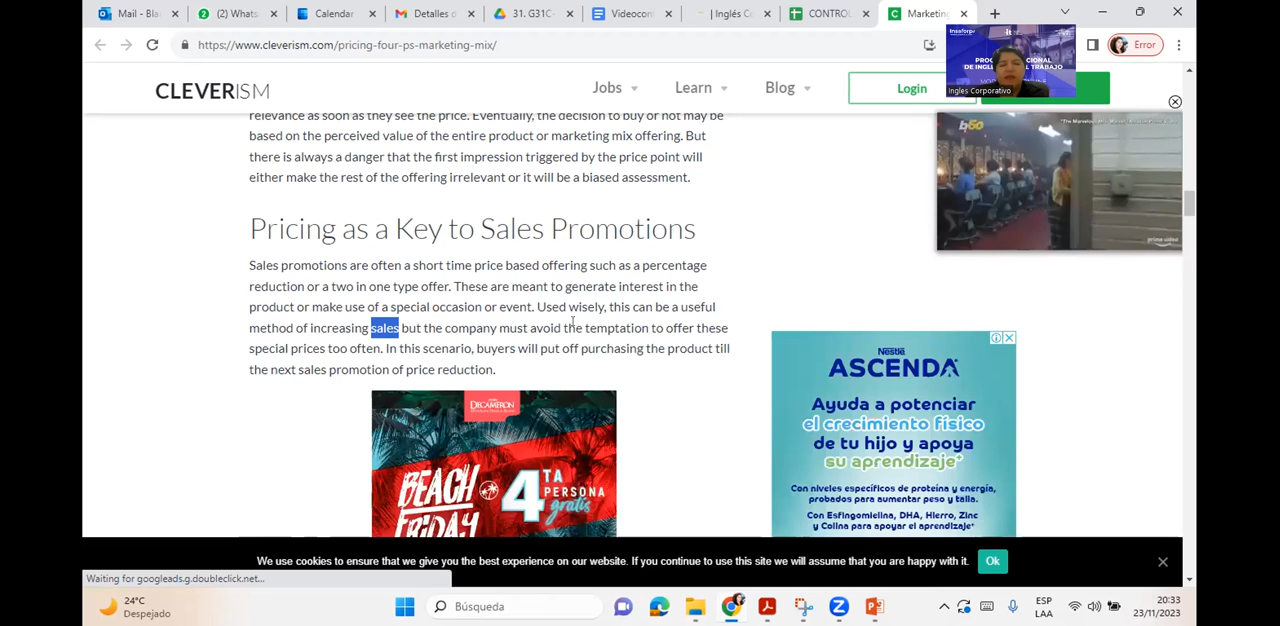 Mail - Bla
(2) Whats
Calendar
Detalles d
31. G31C-
Videocon
| Inglés C
CONTROL
Marketing
https://www.cleverism.com/pricing-four-ps-marketing-mix/
Error
Ingles Corporativo
CLEVERISM
Jobs
Learn
Blog
Login
relevance as soon as they see the price. Eventually, the decision to buy or not may be
based on the perceived value of the entire product or marketing mix offering. But
there is always a danger that the first impression triggered by the price point will
either make the rest of the offering irrelevant or it will be a biased assessment.
Pricing as a Key to Sales Promotions
Sales promotions are often a short time price based offering such as a percentage
reduction or a two in one type offer. These are meant to generate interest in the
product or make use of a special occasion or event. Used wisely, this can be a useful
method of increasing sales but the company must avoid the temptation to offer these
special prices too often. In this scenario, buyers will put off purchasing the product till
the next sales promotion of price reduction.
DECAMERON
BEACH
FRIDAY
4TA
PERSONA
gratis
Nestlé
ASCENDA
Ayuda a potenciar
el crecimiento físico
de tu hijo y apoya
su aprendizaje+
Con niveles específicos de proteína y energía,
probados para aumentar peso y talla.
Con Esfingomielina, DHA, Hierro, Zinc
y Colina para apoyar el aprendizaje+
prime video
We use cookies to ensure that we give you the best experience on our website. If you continue to use this site we will assume that you are happy with it.
Ok
Waiting for googleads.g.doubleclick.net...
24°C
Despejado
Búsqueda
ESP
LAA
20:33
23/11/2023